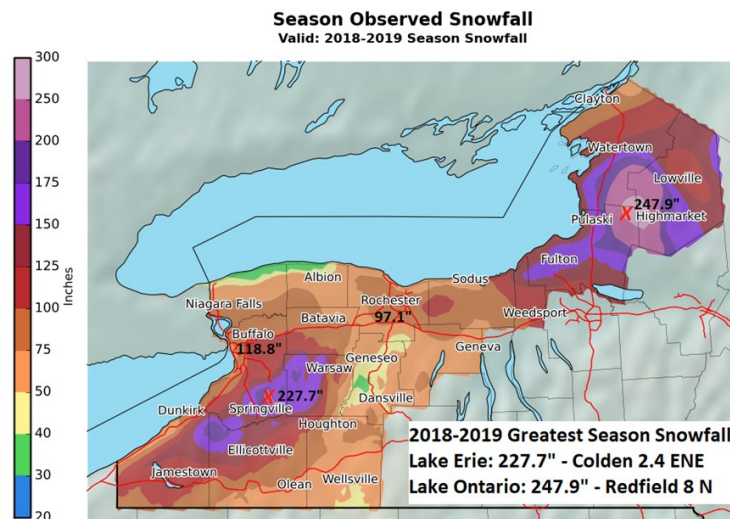 Season Observed Snowfall
Valid: 2018-2019 Season Snowfall
300
250
200
175
150
125
100
75
50
40
30
20
Inches
Clayton
Watertown
Lowville
X 247.9"
Pulaski
Highmarket
Fulton
Albion
Sodus
Niagara Falls
Rochester
97.1"
Batavia
Weedsport
Buffalo
118.8"
Geneva
Geneseo
Warsaw
X 227.7"
Dansville
Dunkirk
Springville
Houghton
Ellicottville
Jamestown
Olean
Wellsville
2018-2019 Greatest Season Snowfall
Lake Erie: 227.7" - Colden 2.4 ENE
Lake Ontario: 247.9" - Redfield 8 N